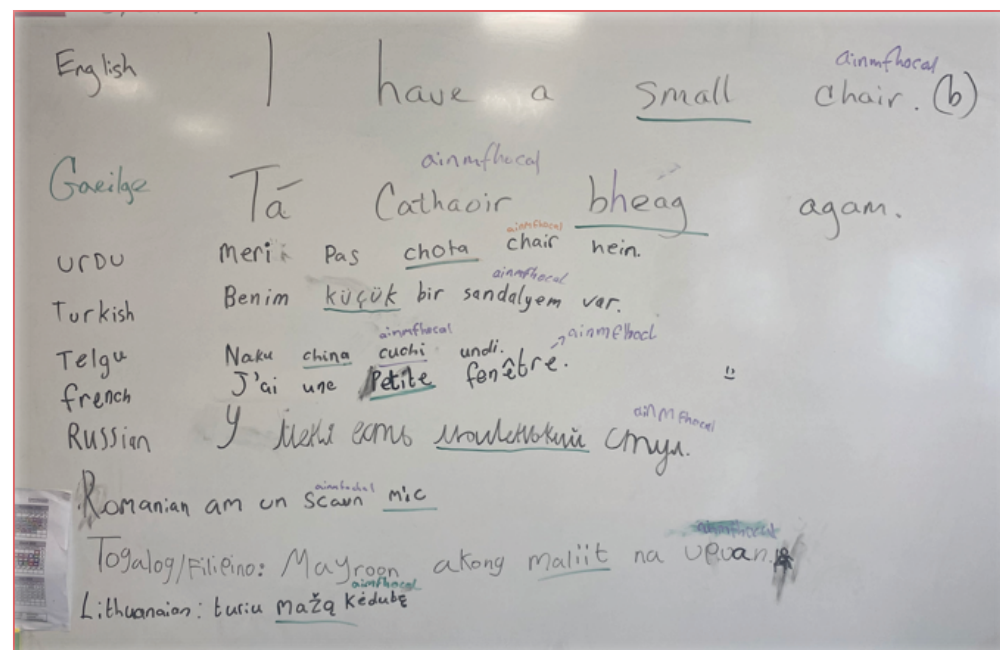 ainmfhocal
English I have a small chair. (b)
ainmfhocal
Gaeilge Tá Cathaoir bheag agam.
ainmfhocal
URDU meri Pas chota chair hein.
ainmfhocal
Turkish Benim küçük bir sandalyem var.
ainmfhocal
Telgu Naku china cuchi undi.
ainmfhocal
french J'ai une Petite fenêtre.
ainmfhocal
Russian У меня есть маленький стул.
ainmfhocal
Romanian am un scaun mic
ainmfhocal
Togalog/Filipino: Mayroon akong maliit na upuan.
ainmfhocal
Lithuanaian: turiu mažą Kėdutę